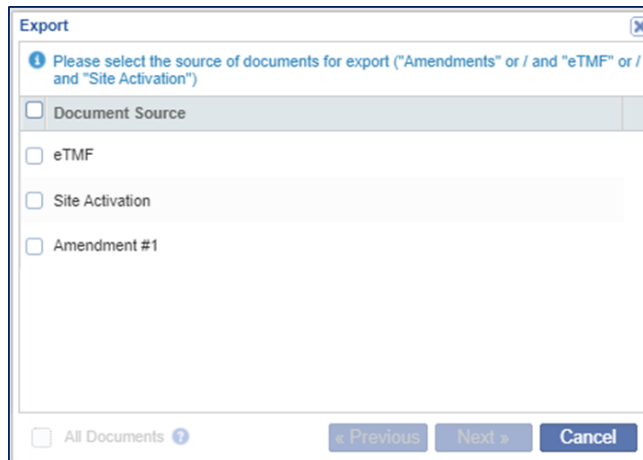 Export
Please select the source of documents for export ("Amendments" or / and "eTMF" or /
and "Site Activation")
Document Source
eTMF
Site Activation
Amendment #1
All Documents ?
« Previous Next » Cancel